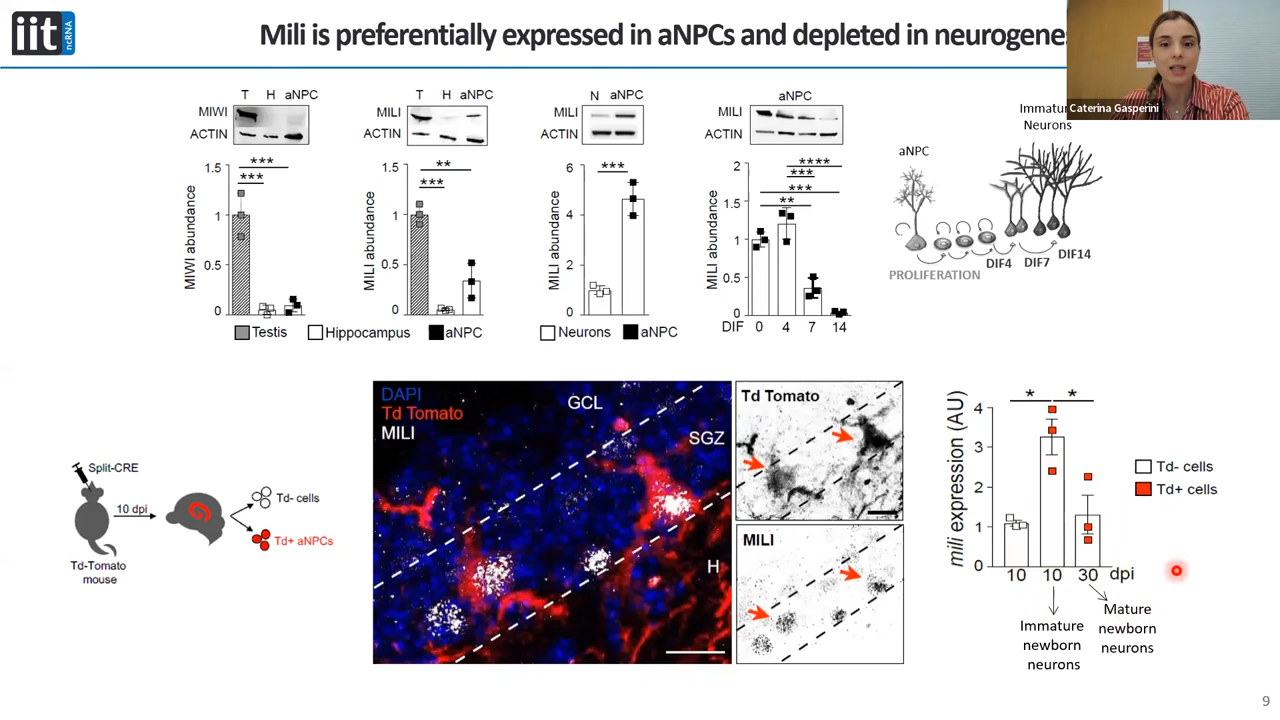 iit
ncRNA
Mili is preferentially expressed in aNPCs and depleted in
Caterina Gasperini
T H aNPC
MIWI
ACTIN
MIWI abundance
1.5
1
0.5
0
***
***
T H aNPC
MILI
ACTIN
MILI abundance
1.5
1
0.5
0
**
***
Testis
Hippocampus
aNPC
N aNPC
MILI
ACTIN
MILI abundance
6
4
2
0
***
Neurons
aNPC
aNPC
MILI
ACTIN
MILI abundance
2
1.5
1
0.5
0
****
***
***
**
DIF 0 4 7 14
Neurons
aNPC
PROLIFERATION
DIF4
DIF7
DIF14
Split-CRE
10 dpi
Td-Tomato
mouse
Td- cells
Td+ aNPCs
DAPI
Td Tomato
MILI
GCL
SGZ
H
Td Tomato
MILI
mili expression (AU)
4
3
2
1
0
* *
10 10 30 dpi
Td- cells
Td+ cells
Immature
newborn
neurons
Mature
newborn
neurons
9